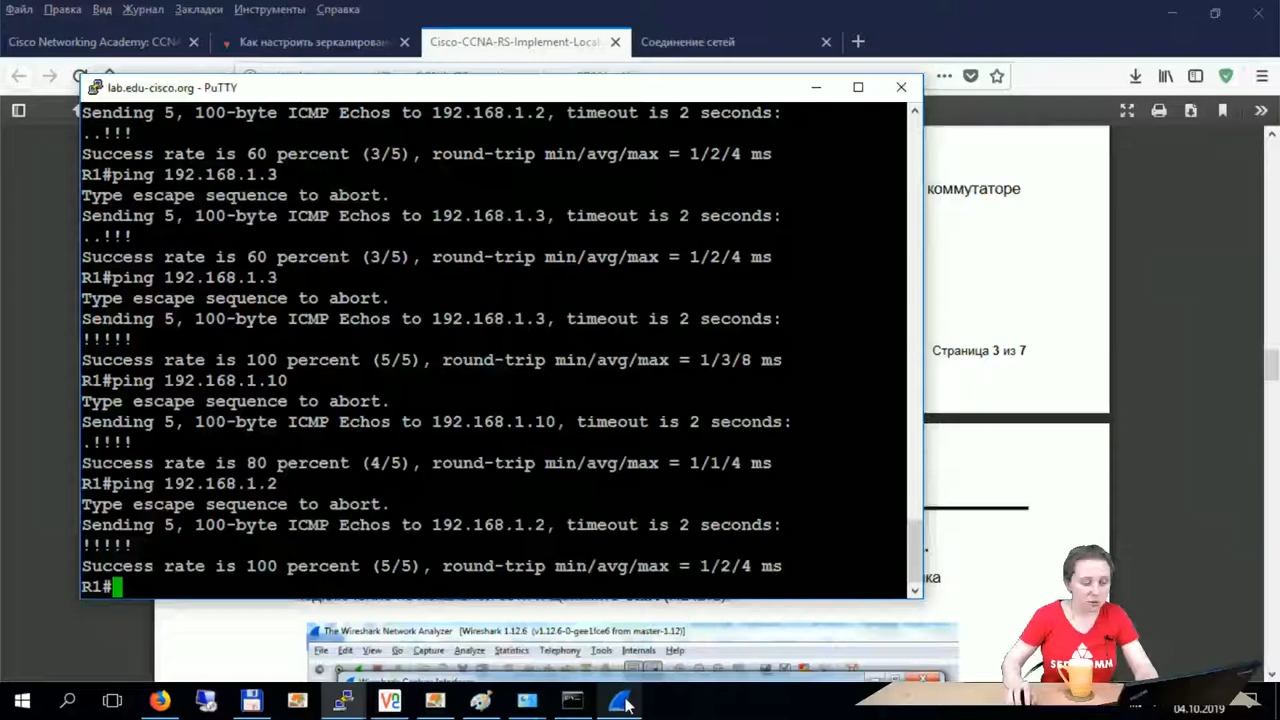 Файл Правка Вид Журнал Закладки Инструменты Справка
Cisco Networking Academy: CCN
Как настроить зеркалирован
Cisco-CCNA-RS-Implement-Local
Соединение сетей
lab.edu-cisco.org - PuTTY
Sending 5, 100-byte ICMP Echos to 192.168.1.2, timeout is 2 seconds:
..!!!
Success rate is 60 percent (3/5), round-trip min/avg/max = 1/2/4 ms
R1#ping 192.168.1.3
Type escape sequence to abort.
Sending 5, 100-byte ICMP Echos to 192.168.1.3, timeout is 2 seconds:
..!!!
Success rate is 60 percent (3/5), round-trip min/avg/max = 1/2/4 ms
R1#ping 192.168.1.3
Type escape sequence to abort.
Sending 5, 100-byte ICMP Echos to 192.168.1.3, timeout is 2 seconds:
!!!!!
Success rate is 100 percent (5/5), round-trip min/avg/max = 1/3/8 ms
R1#ping 192.168.1.10
Type escape sequence to abort.
Sending 5, 100-byte ICMP Echos to 192.168.1.10, timeout is 2 seconds:
.!!!!
Success rate is 80 percent (4/5), round-trip min/avg/max = 1/1/4 ms
R1#ping 192.168.1.2
Type escape sequence to abort.
Sending 5, 100-byte ICMP Echos to 192.168.1.2, timeout is 2 seconds:
!!!!!
Success rate is 100 percent (5/5), round-trip min/avg/max = 1/2/4 ms
R1#
коммутаторе
Страница 3 из 7
The Wireshark Network Analyzer [Wireshark 1.12.6 (v1.12.6-0-gee1fce6 from master-1.12)]
File Edit View Go Capture Analyze Statistics Telephony Tools Internals Help
04.10.2019